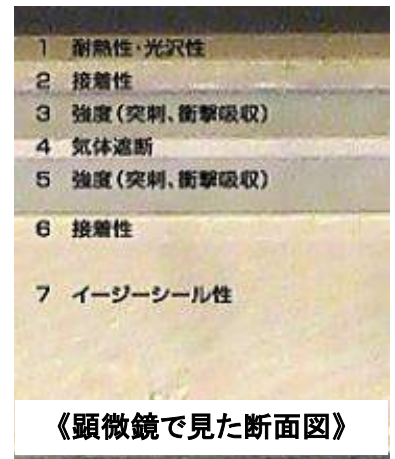 1 耐熱性・光沢性
2 接着性
3 強度(突刺、衝撃吸収)
4 気体遮断
5 強度(突刺、衝撃吸収)
6 接着性
7 イージーシール性
《顕微鏡で見た断面図》